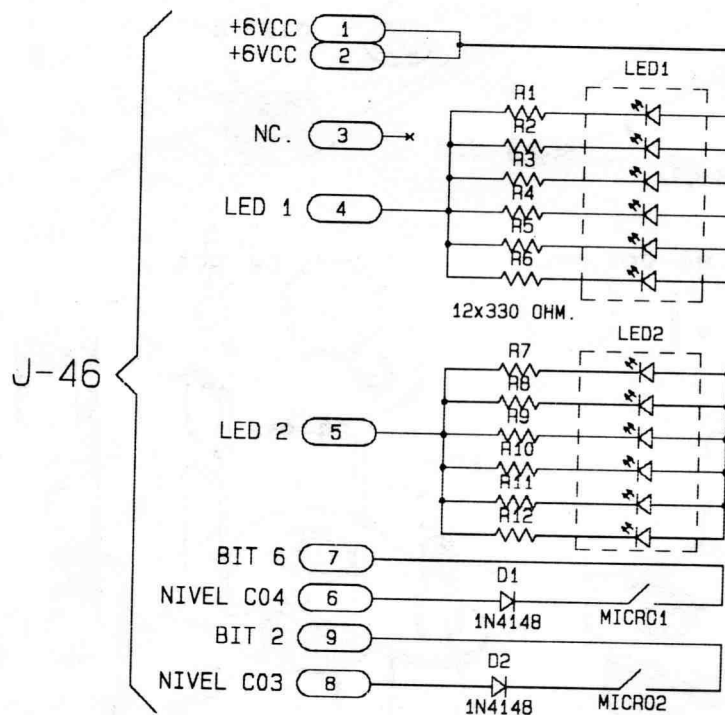 +6VCC 1
+6VCC 2
LED1
R1
R2
NC. 3
R3
R4
LED 1 4
R5
R6
12x330 OHM.
J-46
LED2
R7
R8
R9
LED 2 5
R10
R11
R12
BIT 6 7
D1
NIVEL C04 6
1N4148
MICRO1
BIT 2 9
D2
NIVEL C03 8
1N4148
MICRO2